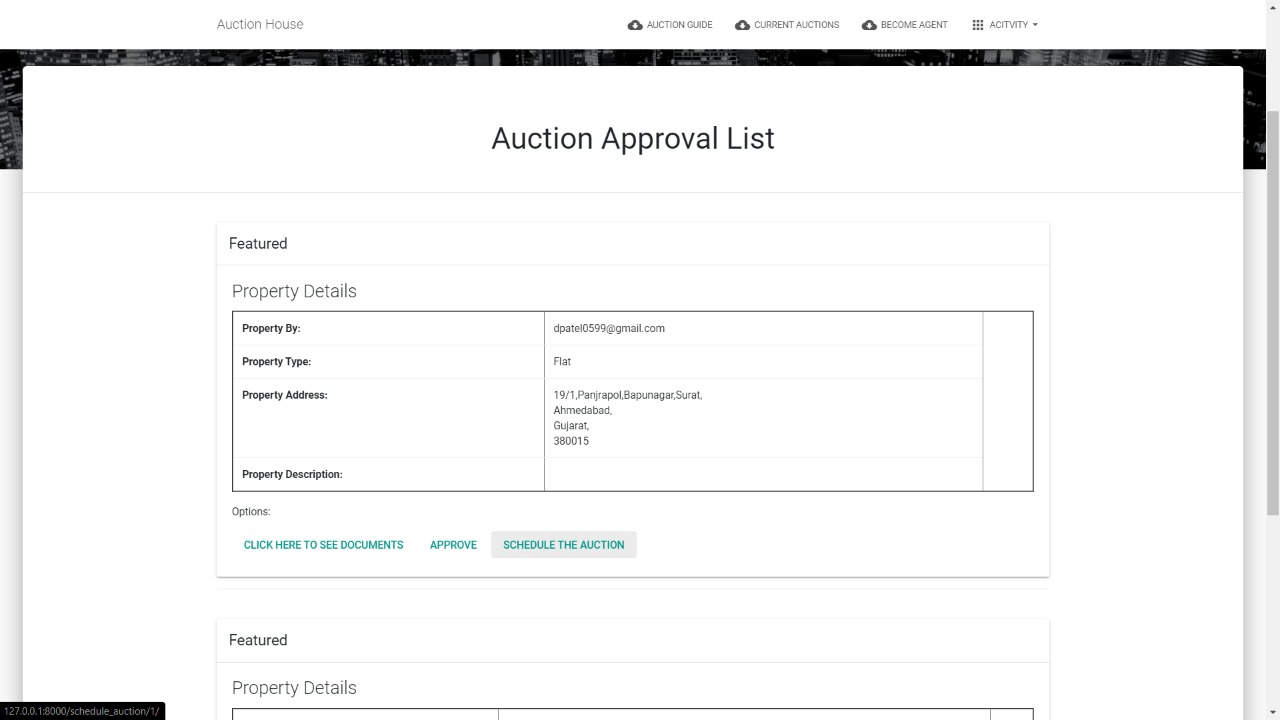 Auction House
AUCTION GUIDE
CURRENT AUCTIONS
BECOME AGENT
ACITVITY
Auction Approval List
Featured
Property Details
Property By: dpatel0599@gmail.com
Property Type: Flat
Property Address: 19/1,Panjrapol,Bapunagar,Surat,
Ahmedabad,
Gujarat,
380015
Property Description:
Options:
CLICK HERE TO SEE DOCUMENTS APPROVE SCHEDULE THE AUCTION
Featured
Property Details
127.0.0.1:8000/schedule_auction/1/